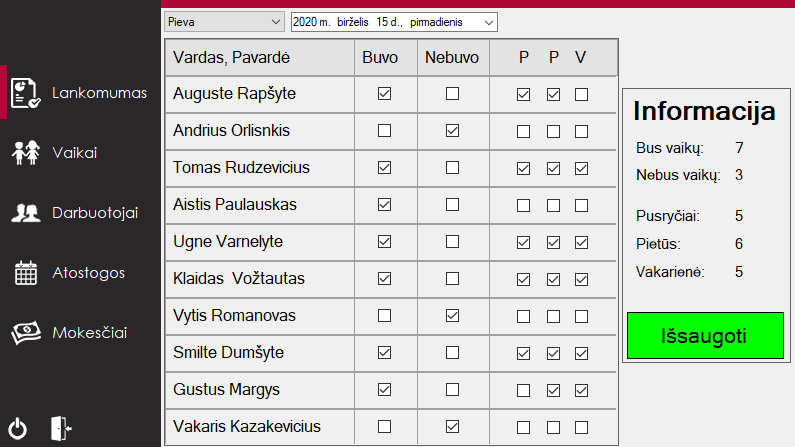 Pieva
2020 m. birželis 15 d., pirmadienis
Lankomumas
Vaikai
Darbuotojai
Atostogos
Mokesčiai
Vardas, Pavardė Buvo Nebuvo P P V
Auguste Rapšyte
Andrius Orlisnkis
Tomas Rudzevicius
Aistis Paulauskas
Ugne Varnelyte
Klaidas Vožtautas
Vytis Romanovas
Smilte Dumšyte
Gustus Margys
Vakaris Kazakevicius
Informacija
Bus vaikų: 7
Nebus vaikų: 3
Pusryčiai: 5
Pietūs: 6
Vakarienė: 5
Išsaugoti